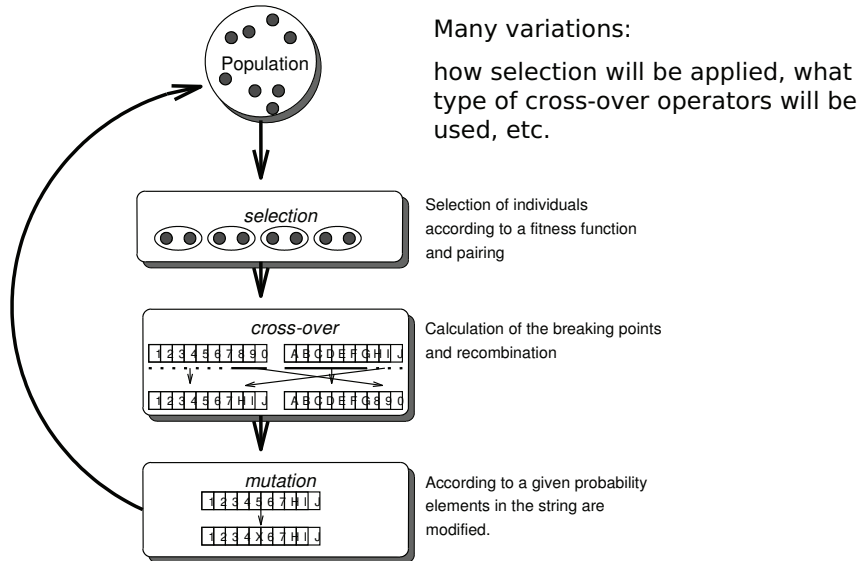 Many variations:
how selection will be applied, what
type of cross-over operators will be
used, etc.
Population
selection
Selection of individuals
according to a fitness function
and pairing
cross-over
Calculation of the breaking points
and recombination
1 2 3 4 5 6 7 8 9 0 A B C D E F G H I J
1 2 3 4 5 6 7 H I J A B C D E F G 8 9 0
mutation
According to a given probability
elements in the string are
modified.
1 2 3 4 5 6 7 H I J
1 2 3 4 X 6 7 H I J